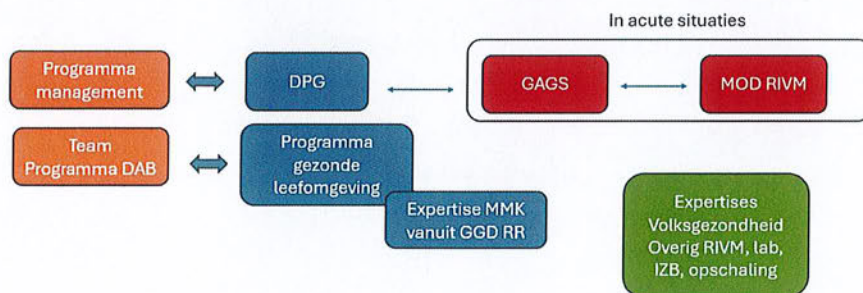 In acute situaties
Programma
management
DPG
GAGS
MOD RIVM
Team
Programma DAB
Programma
gezonde
leefomgeving
Expertise MMK
vanuit GGD RR
Expertises
Volksgezondheid
Overig RIVM, lab,
IZB, opschaling